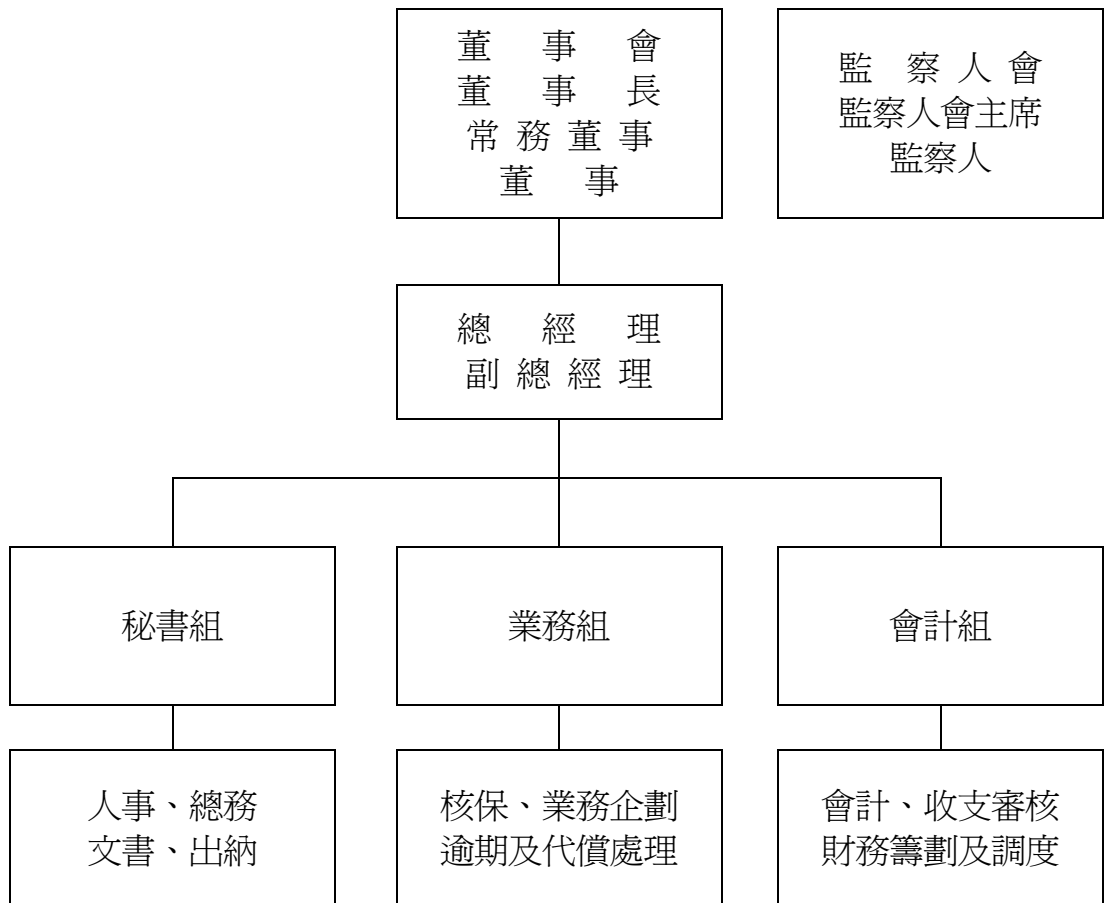 董事會
董事長
常務董事
董事
監察人會
監察人會主席
監察人
總經理
副總經理
秘書組
業務組
會計組
人事、總務
文書、出納
核保、業務企劃
逾期及代償處理
會計、收支審核
財務籌劃及調度